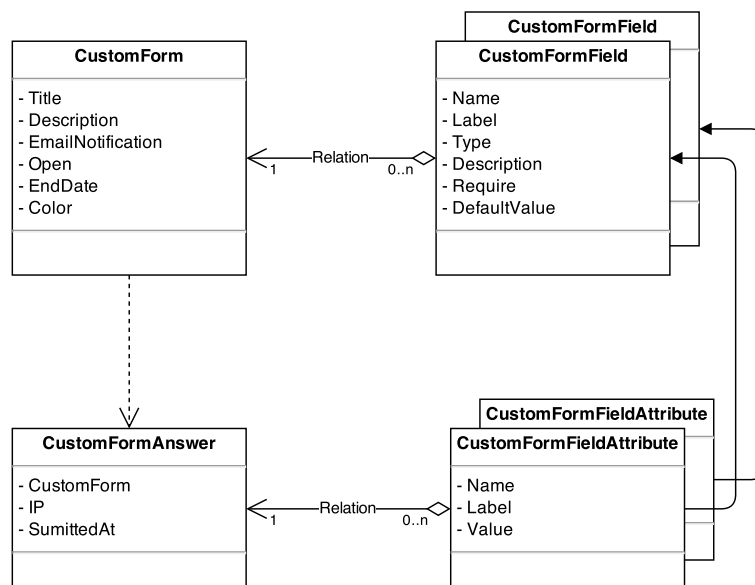 CustomFormField
CustomForm
CustomFormField
- Title
- Description
- EmailNotification
- Open
- EndDate
- Color
- Name
- Label
- Type
- Description
- Require
- DefaultValue
Relation
1
0..n
CustomFormFieldAttribute
CustomFormAnswer
CustomFormFieldAttribute
- CustomForm
- IP
- SumittedAt
- Name
- Label
- Value
Relation
1
0..n